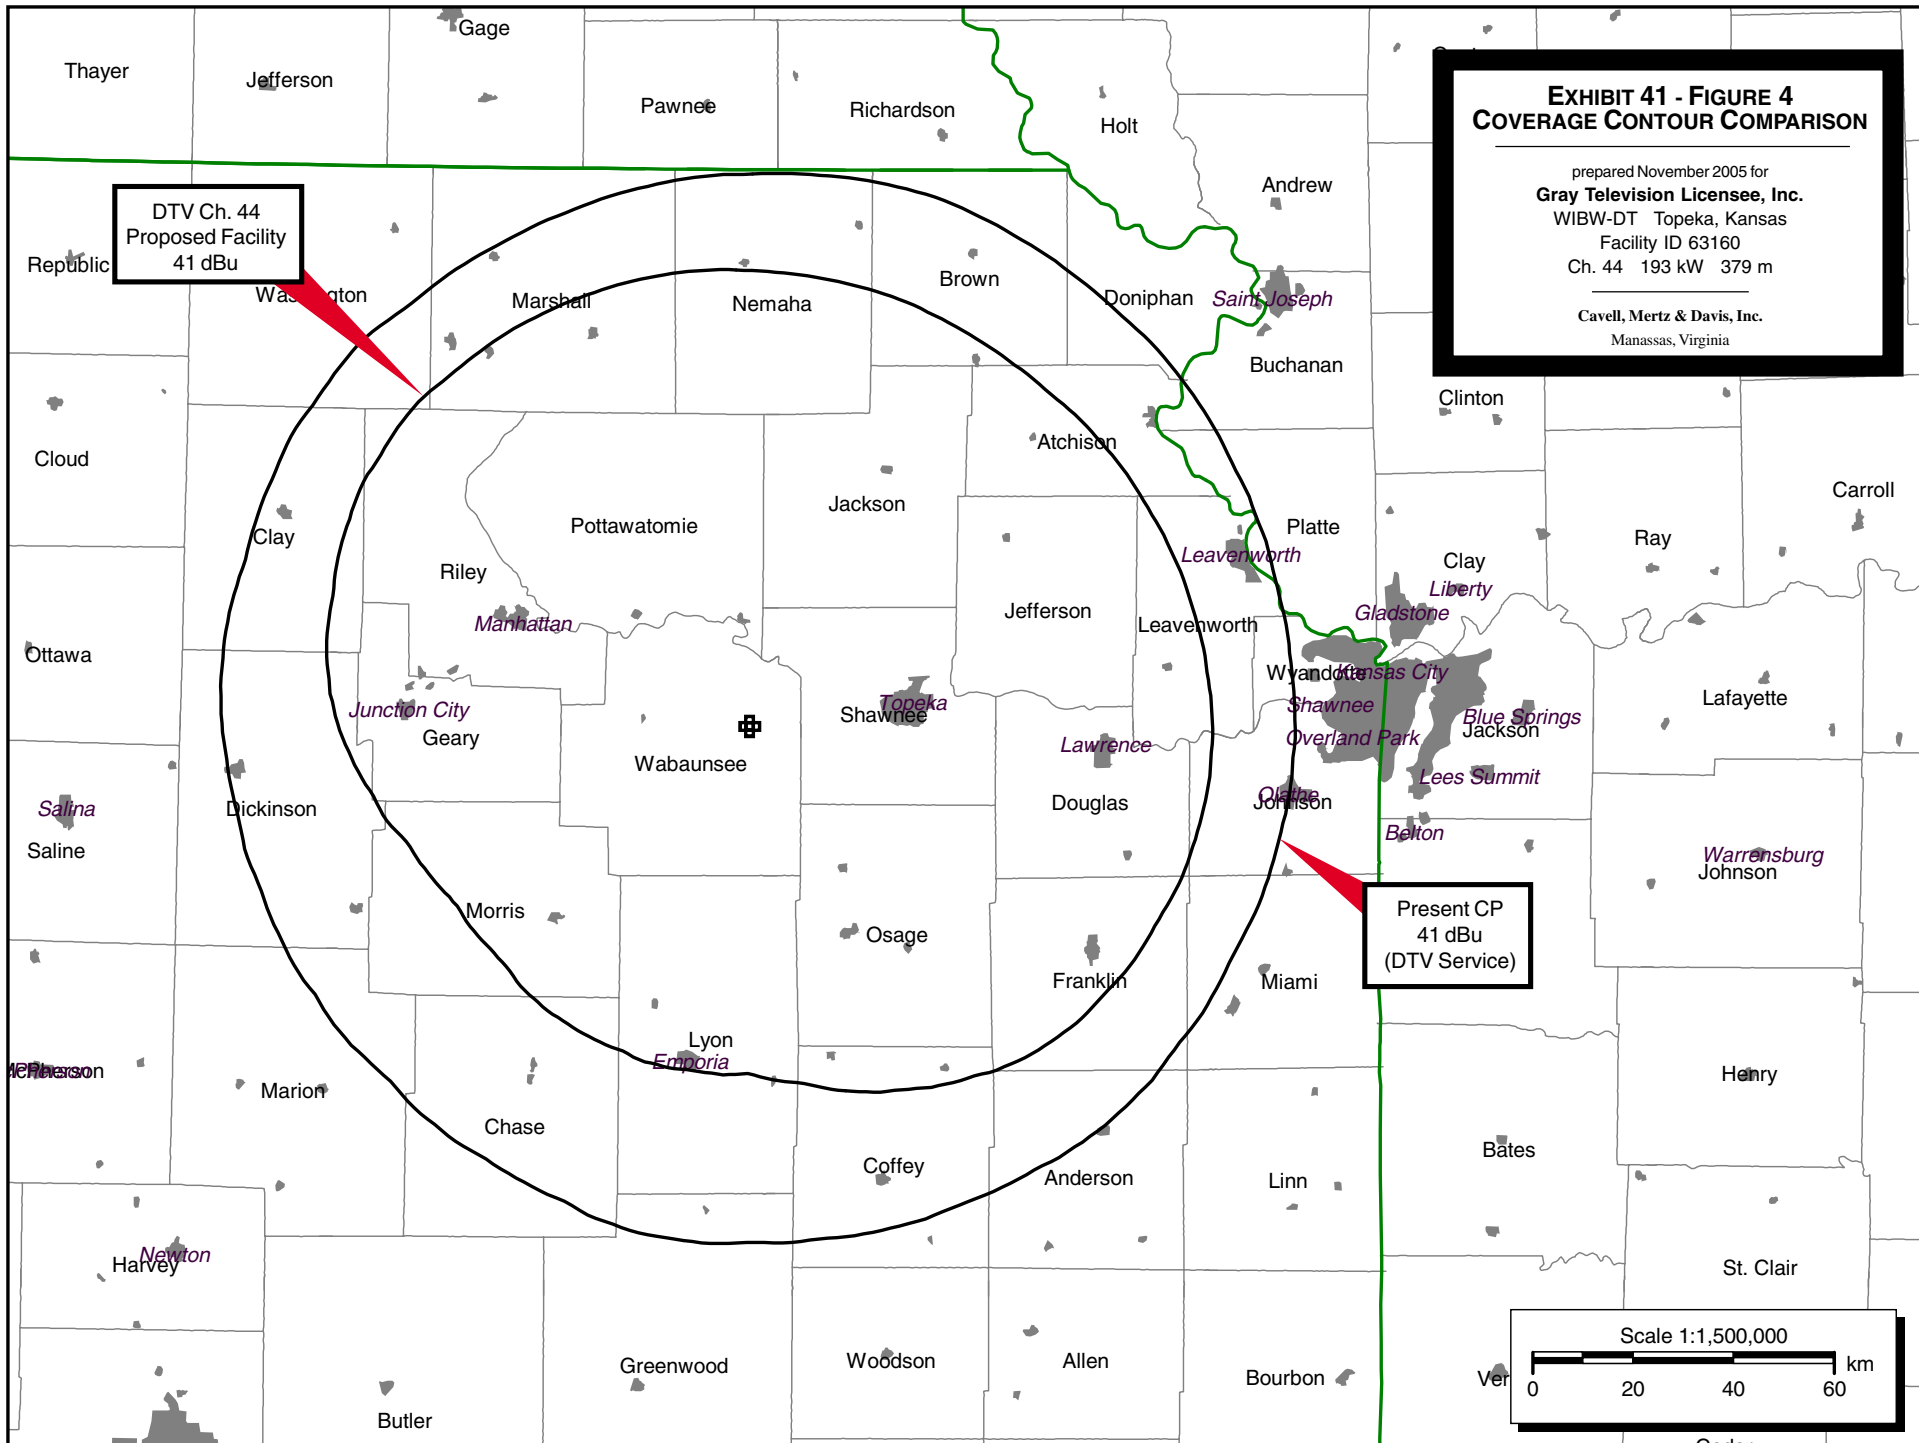 Gage
Thayer
Jefferson
Pawnee
Richardson
Holt
Andrew
EXHIBIT 41 - FIGURE 4
COVERAGE CONTOUR COMPARISON
prepared November 2005 for
Gray Television Licensee, Inc.
WIBW-DT Topeka, Kansas
Facility ID 63160
Ch. 44 193 kW 379 m
Cavell, Mertz & Davis, Inc.
Manassas, Virginia
DTV Ch. 44
Proposed Facility
41 dBu
Republic
Marshall
Nemaha
Brown
Doniphan
Saint Joseph
Buchanan
Clinton
Cloud
Atchison
Jackson
Carroll
Clay
Pottawatomie
Platte
Ray
Riley
Leavenworth
Clay
Liberty
Jefferson
Gladstone
Manhattan
Leavenworth
Ottawa
Wyandotte
Kansas City
Lafayette
Junction City
Geary
Topeka
Shawnee
Shawnee
Blue Springs
Jackson
Lawrence
Overland Park
Wabaunsee
Lees Summit
Salina
Dickinson
Douglas
Olathe
Johnson
Belton
Saline
Warrensburg
Johnson
Morris
Osage
Present CP
41 dBu
(DTV Service)
Franklin
Miami
Lyon
Emporia
McPherson
Marion
Henry
Chase
Coffey
Anderson
Linn
Bates
Newton
Harvey
St. Clair
Greenwood
Woodson
Allen
Bourbon
Butler
Scale 1:1,500,000
km
0 20 40 60